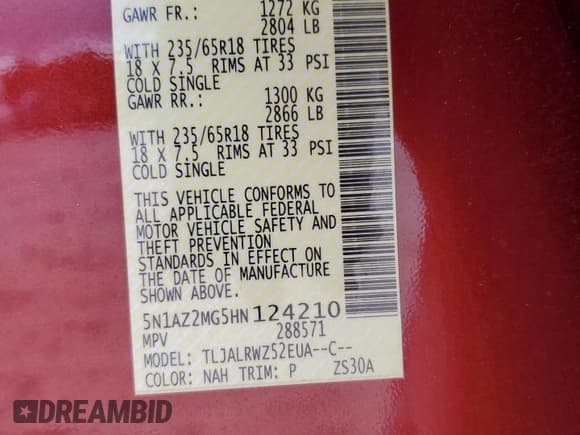 GAWR FR.: 1272 KG
2804 LB
WITH 235/65R18 TIRES
18 X 7.5 RIMS AT 33 PSI
COLD SINGLE
GAWR RR.: 1300 KG
2866 LB
WITH 235/65R18 TIRES
18 X 7.5 RIMS AT 33 PSI
COLD SINGLE
THIS VEHICLE CONFORMS TO
ALL APPLICABLE FEDERAL
MOTOR VEHICLE SAFETY AND
THEFT PREVENTION
STANDARDS IN EFFECT ON
THE DATE OF MANUFACTURE
SHOWN ABOVE.
5N1AZ2MG5HN124210
MPV 288571
MODEL: TLJALRWZ52EUA--C--
COLOR: NAH TRIM: P ZS30A
DREAMBID